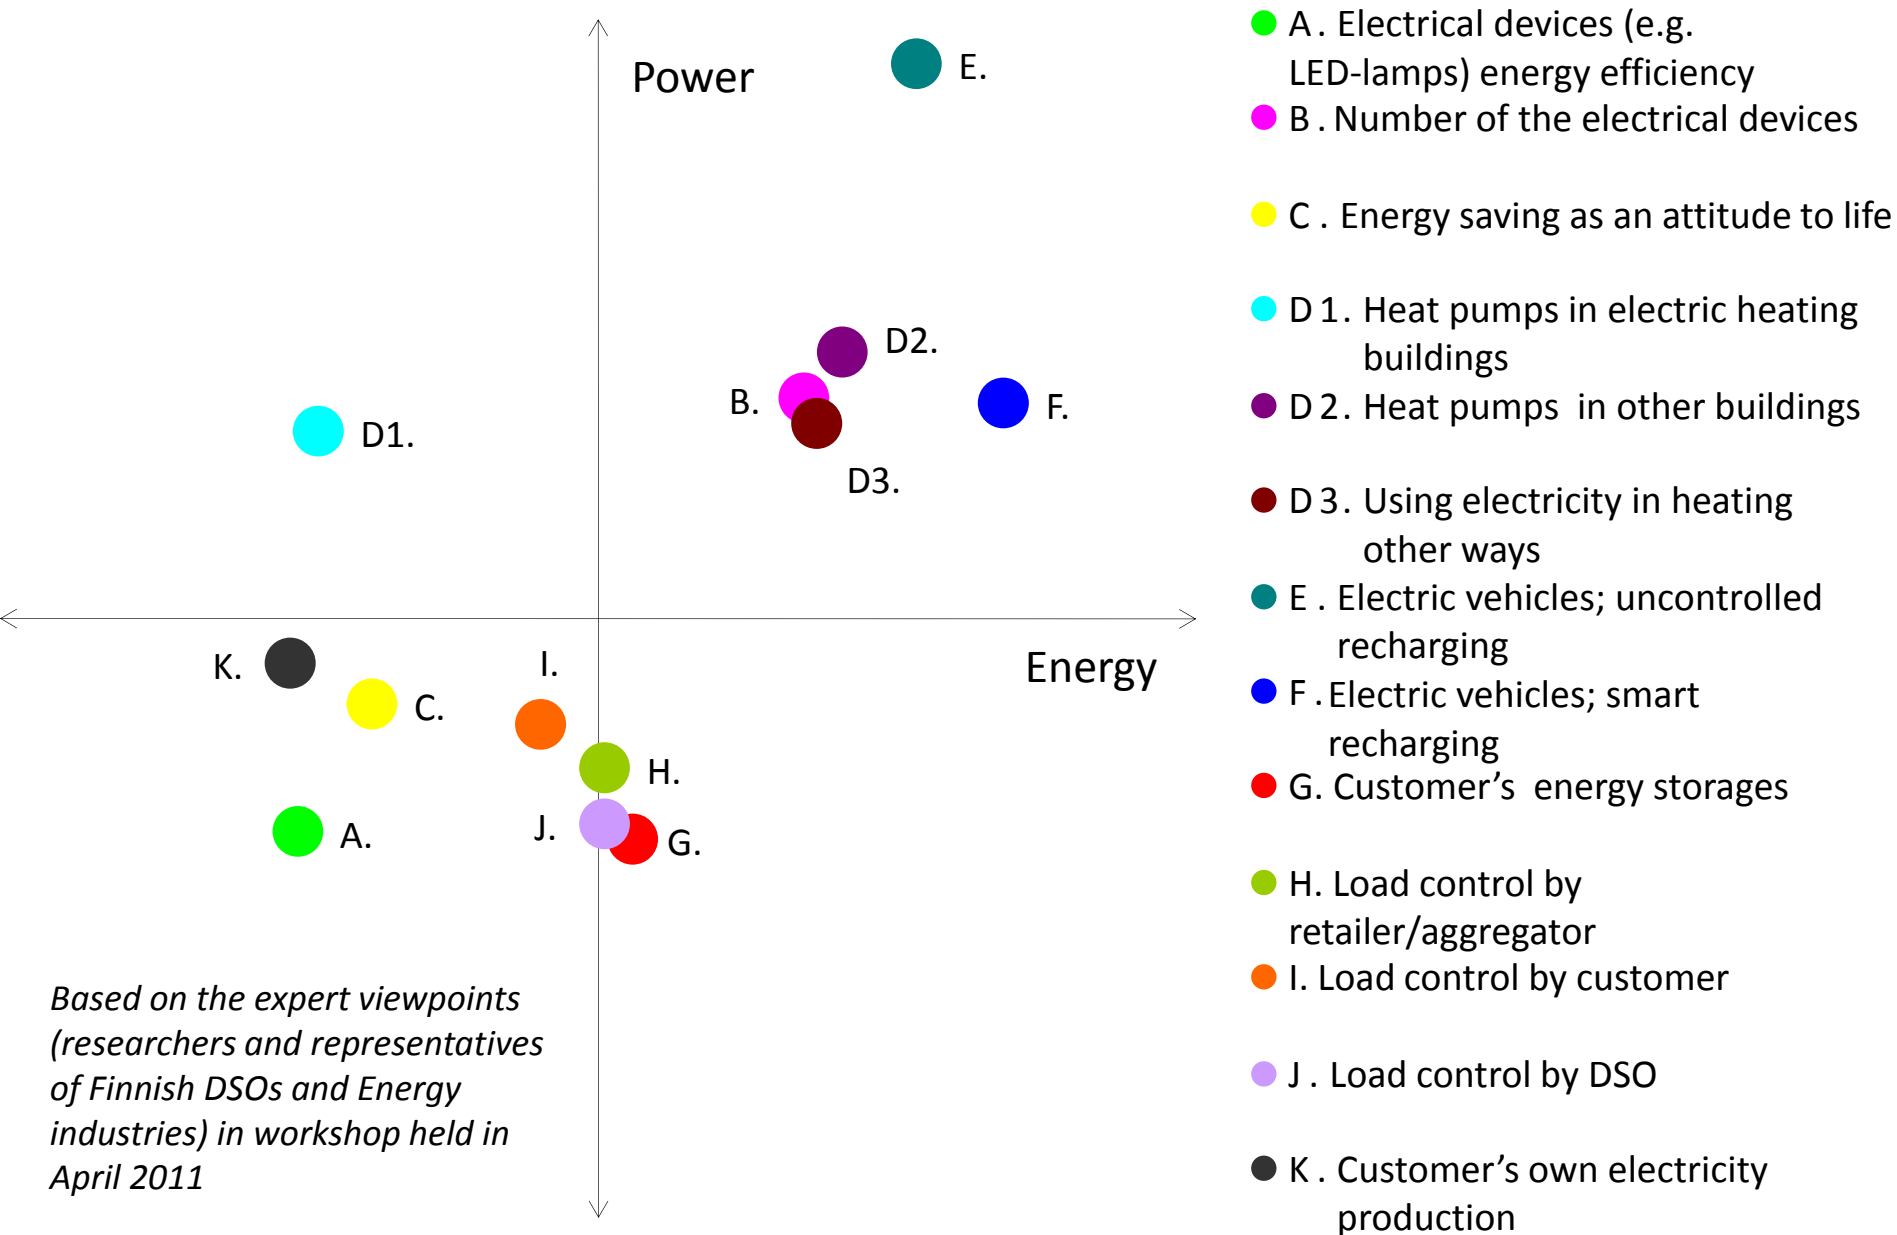 Power
E.
D2.
B.
F.
D1.
D3.
K.
I.
Energy
C.
H.
J.
A.
G.
Based on the expert viewpoints
(researchers and representatives
of Finnish DSOs and Energy
industries) in workshop held in
April 2011
A. Electrical devices (e.g.
LED-lamps) energy efficiency
B. Number of the electrical devices
C. Energy saving as an attitude to life
D1. Heat pumps in electric heating
buildings
D2. Heat pumps in other buildings
D3. Using electricity in heating
other ways
E. Electric vehicles; uncontrolled
recharging
F. Electric vehicles; smart
recharging
G. Customer’s energy storages
H. Load control by
retailer/aggregator
I. Load control by customer
J. Load control by DSO
K. Customer’s own electricity
production